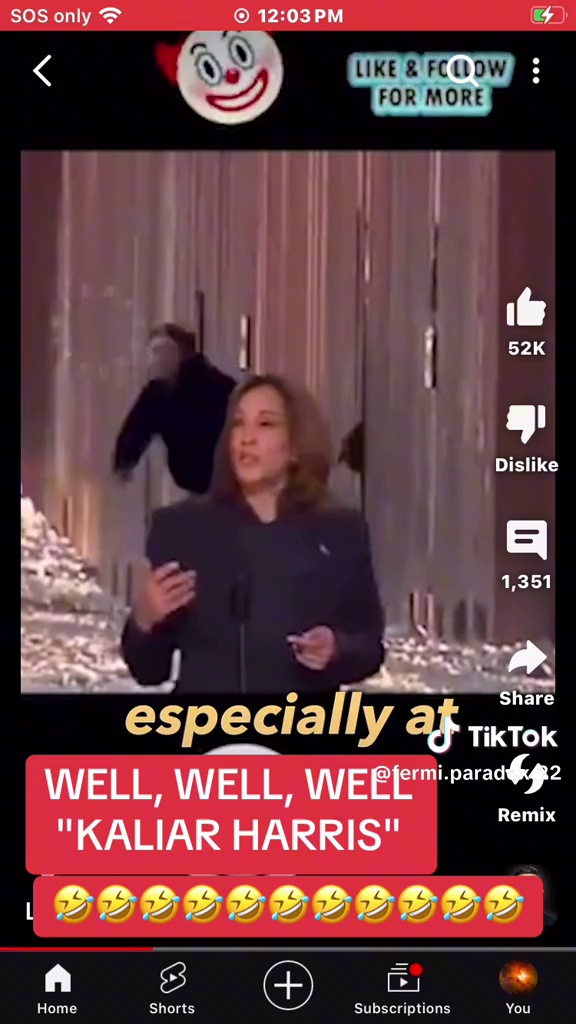 SOS only
12:03 PM
LIKE & FOLLOW
FOR MORE
52K
Dislike
1,351
Share
especially at
TikTok
WELL, WELL, WELL
"KALIAR HARRIS"
Remix
Home
Shorts
Subscriptions
You